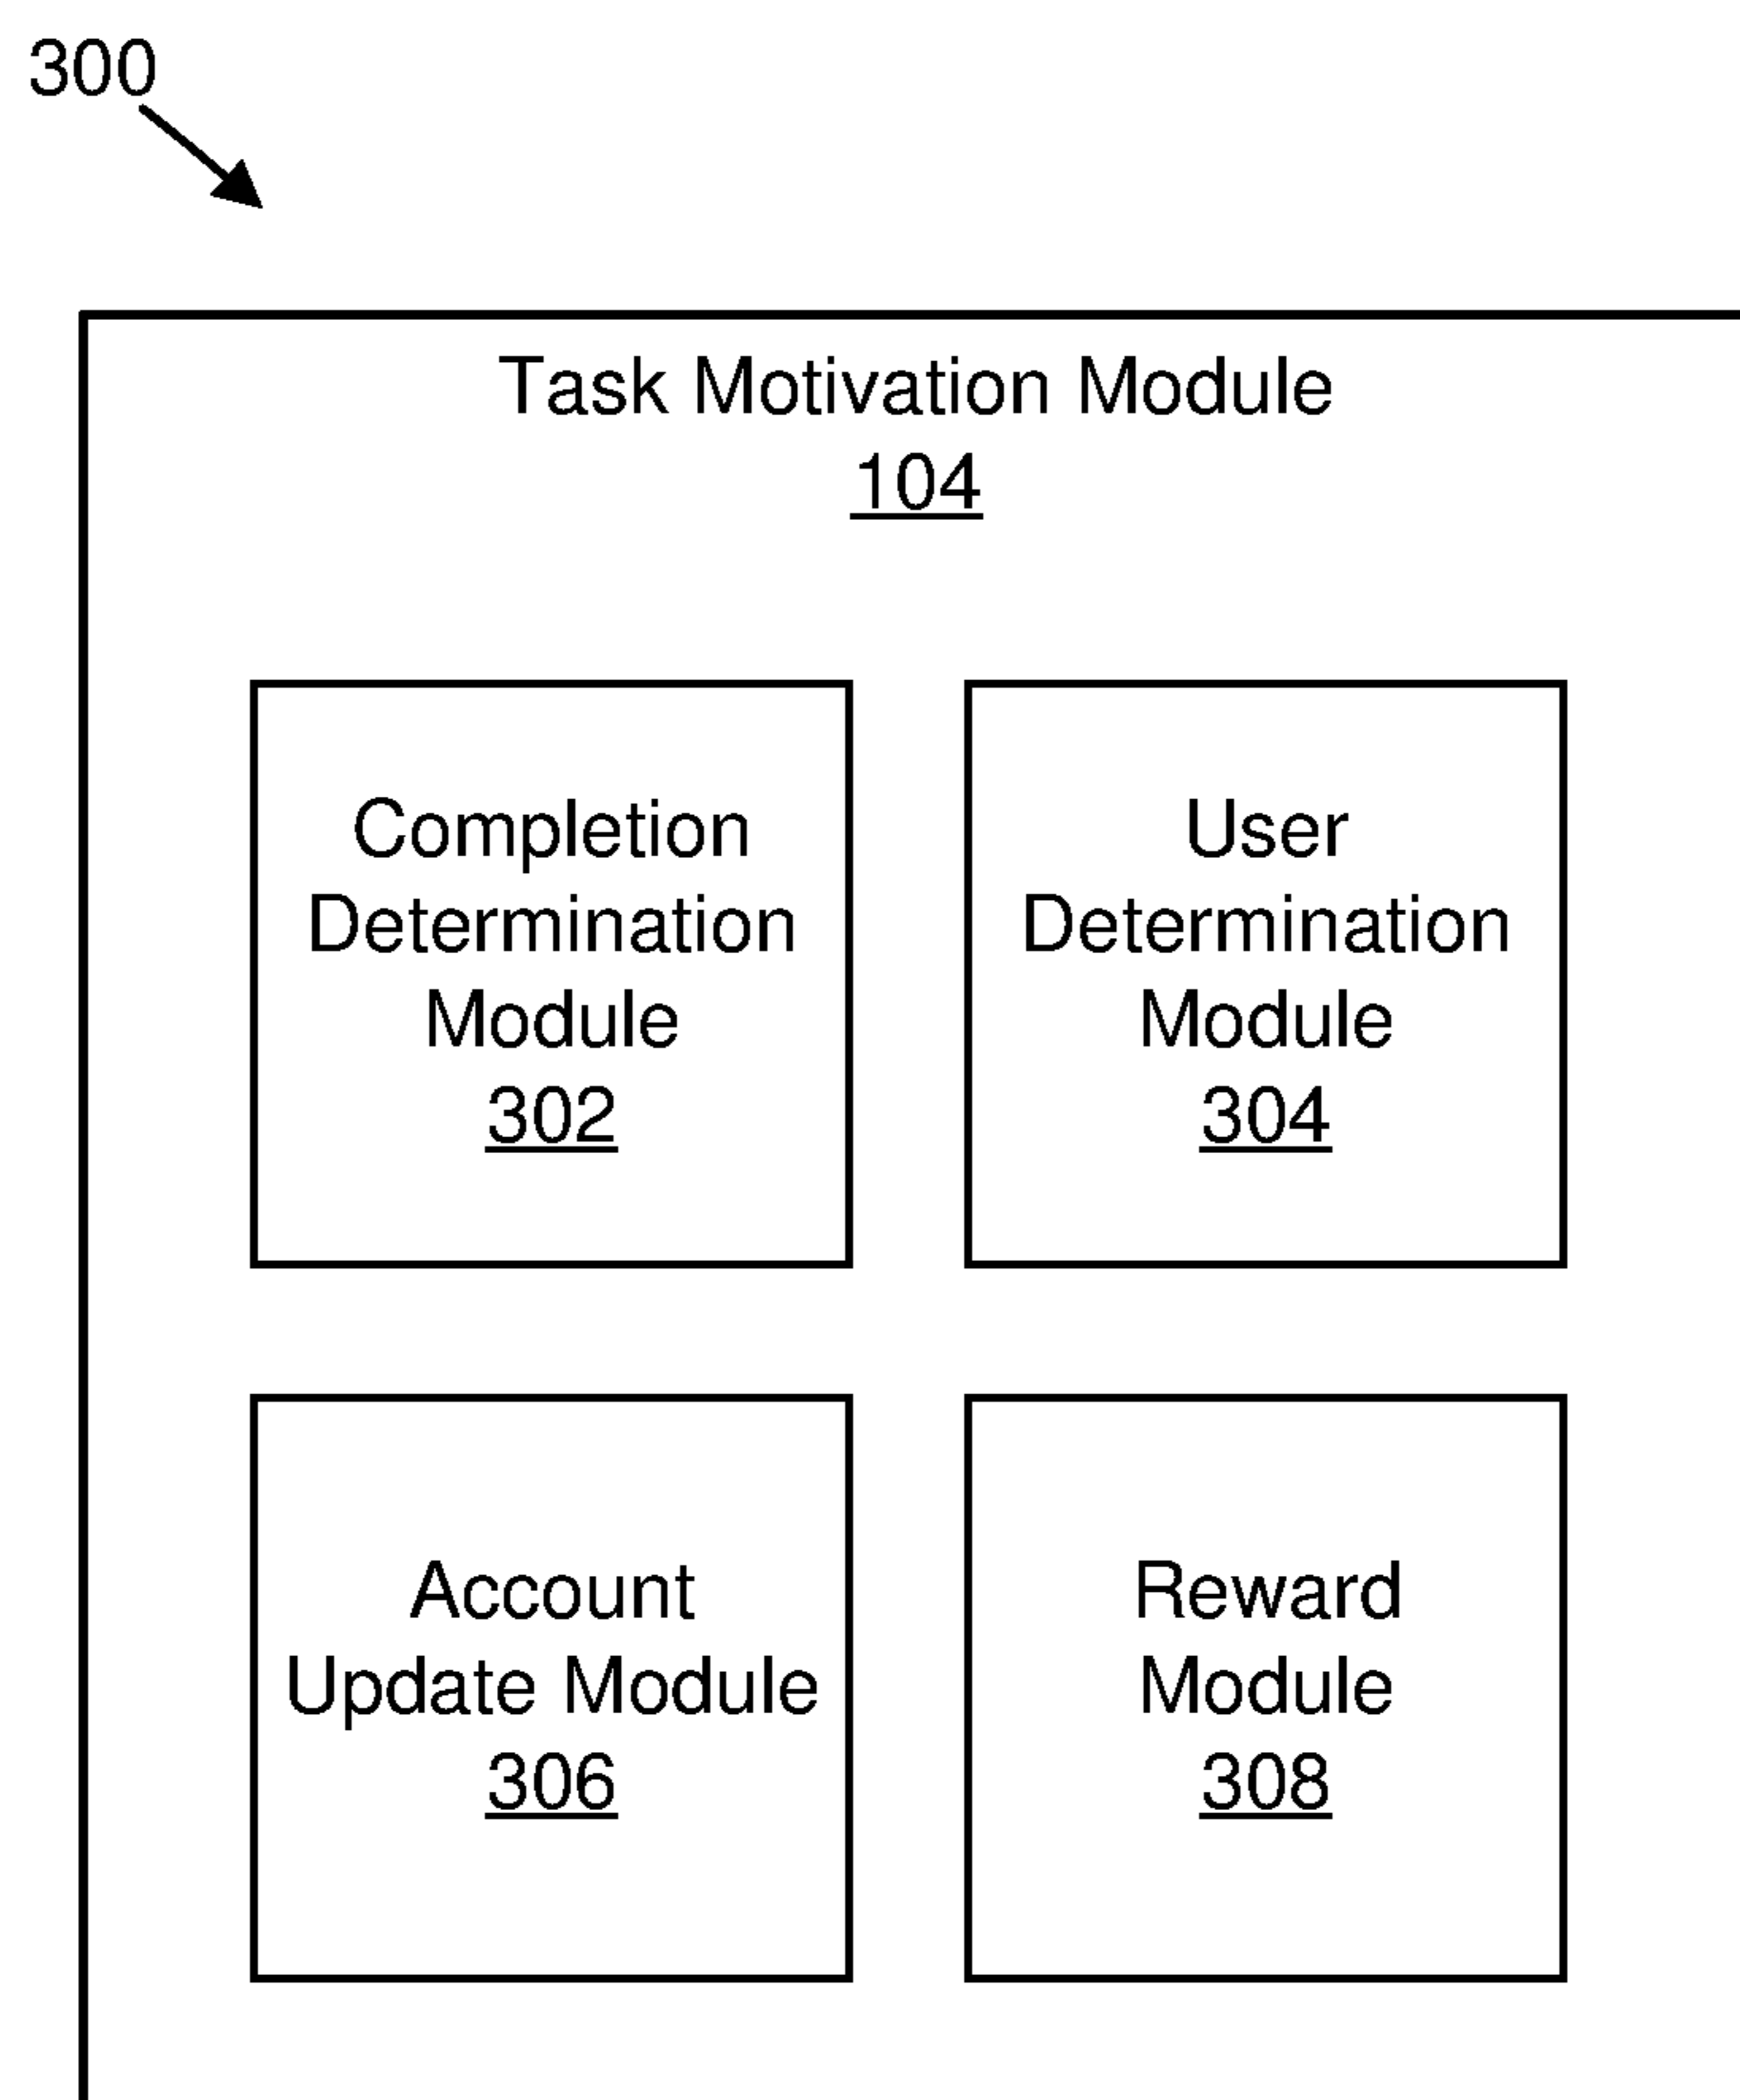 300
Task Motivation Module
104
Completion
Determination
Module
302
User
Determination
Module
304
Account
Update Module
306
Reward
Module
308